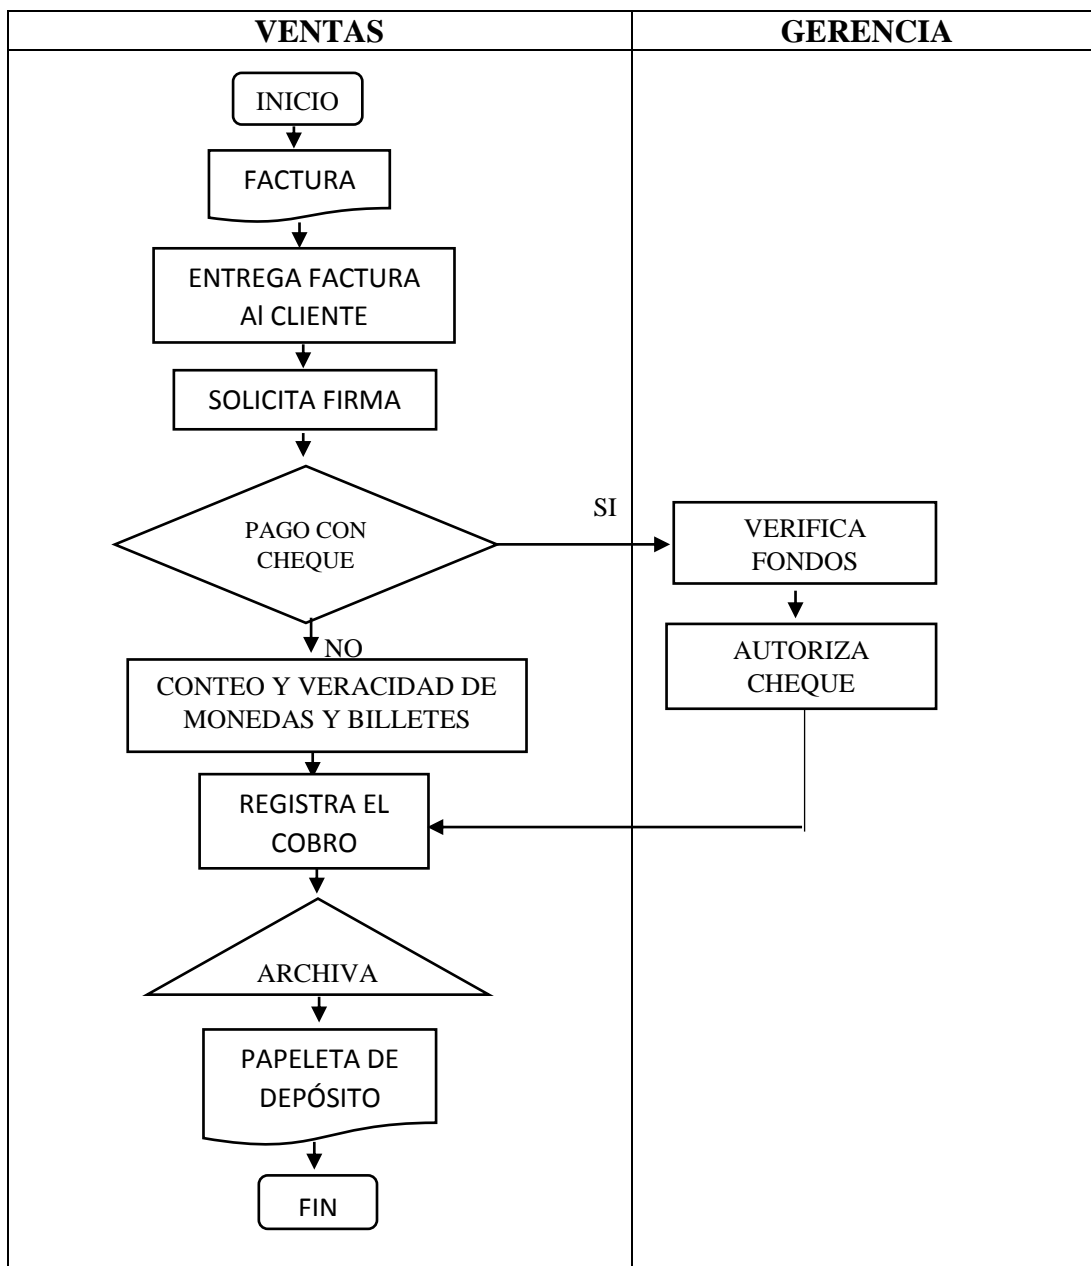 VENTAS
GERENCIA
INICIO
FACTURA
ENTREGA FACTURA
Al CLIENTE
SOLICITA FIRMA
PAGO CON
CHEQUE
SI
VERIFICA
FONDOS
AUTORIZA
CHEQUE
NO
CONTEO Y VERACIDAD DE
MONEDAS Y BILLETES
REGISTRA EL
COBRO
ARCHIVA
PAPELETA DE
DEPÓSITO
FIN